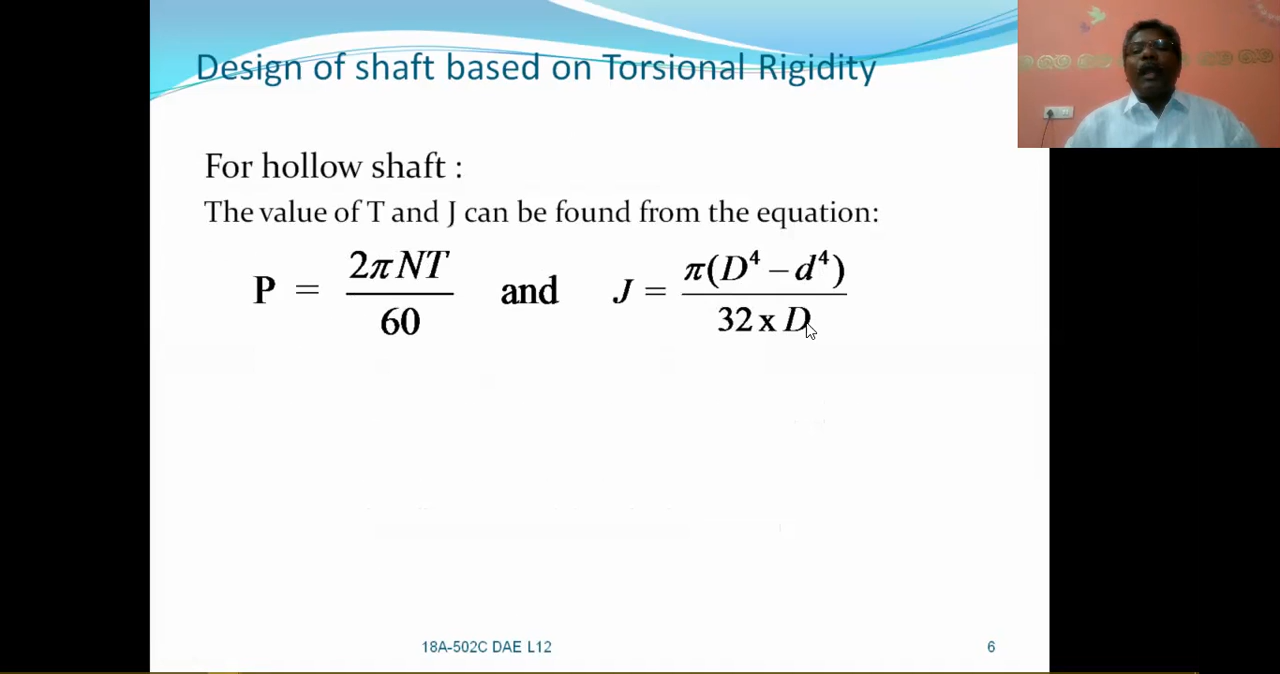 Design of shaft based on Torsional Rigidity
For hollow shaft :
The value of T and J can be found from the equation:
P = 2πNT / 60 and J = π(D⁴ – d⁴) / 32 x D
18A-502C DAE L12
6